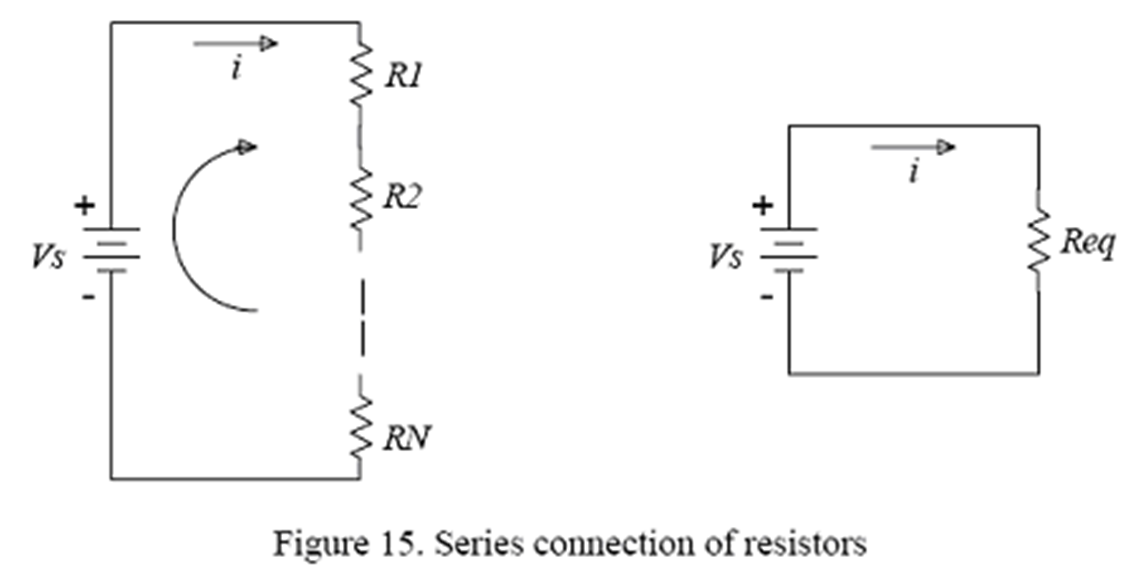 i
R1
R2
+
Vs
-
RN
i
+
Vs
-
Req
Figure 15. Series connection of resistors